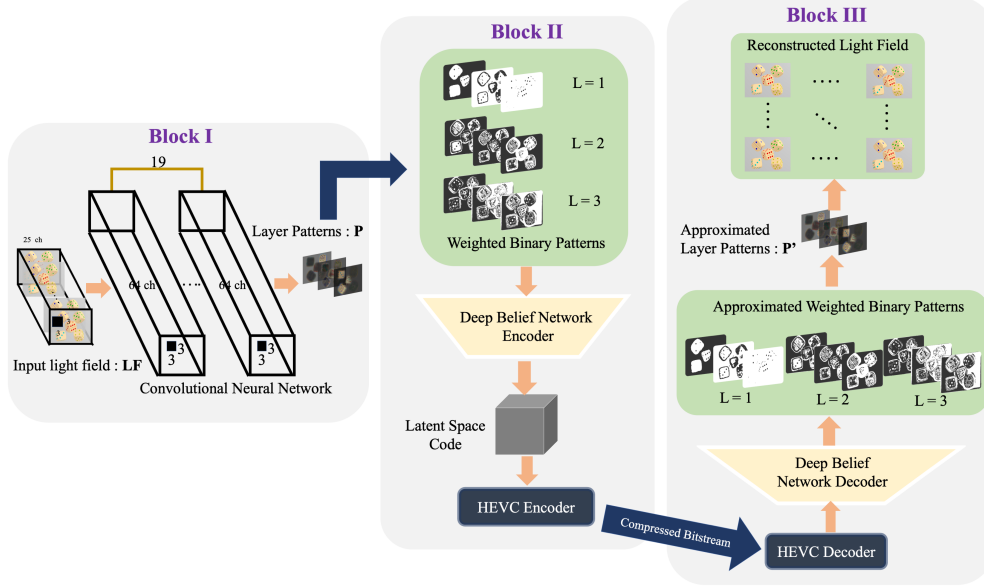 Block I
19
25 ch
3
3
64 ch
....
64 ch
3
3
3
3
Layer Patterns : P
Input light field : LF
Convolutional Neural Network
Block II
L = 1
L = 2
L = 3
Weighted Binary Patterns
Deep Belief Network
Encoder
Latent Space
Code
HEVC Encoder
Compressed Bitstream
Block III
Reconstructed Light Field
Approximated
Layer Patterns : P’
Approximated Weighted Binary Patterns
L = 1
L = 2
L = 3
Deep Belief
Network Decoder
HEVC Decoder